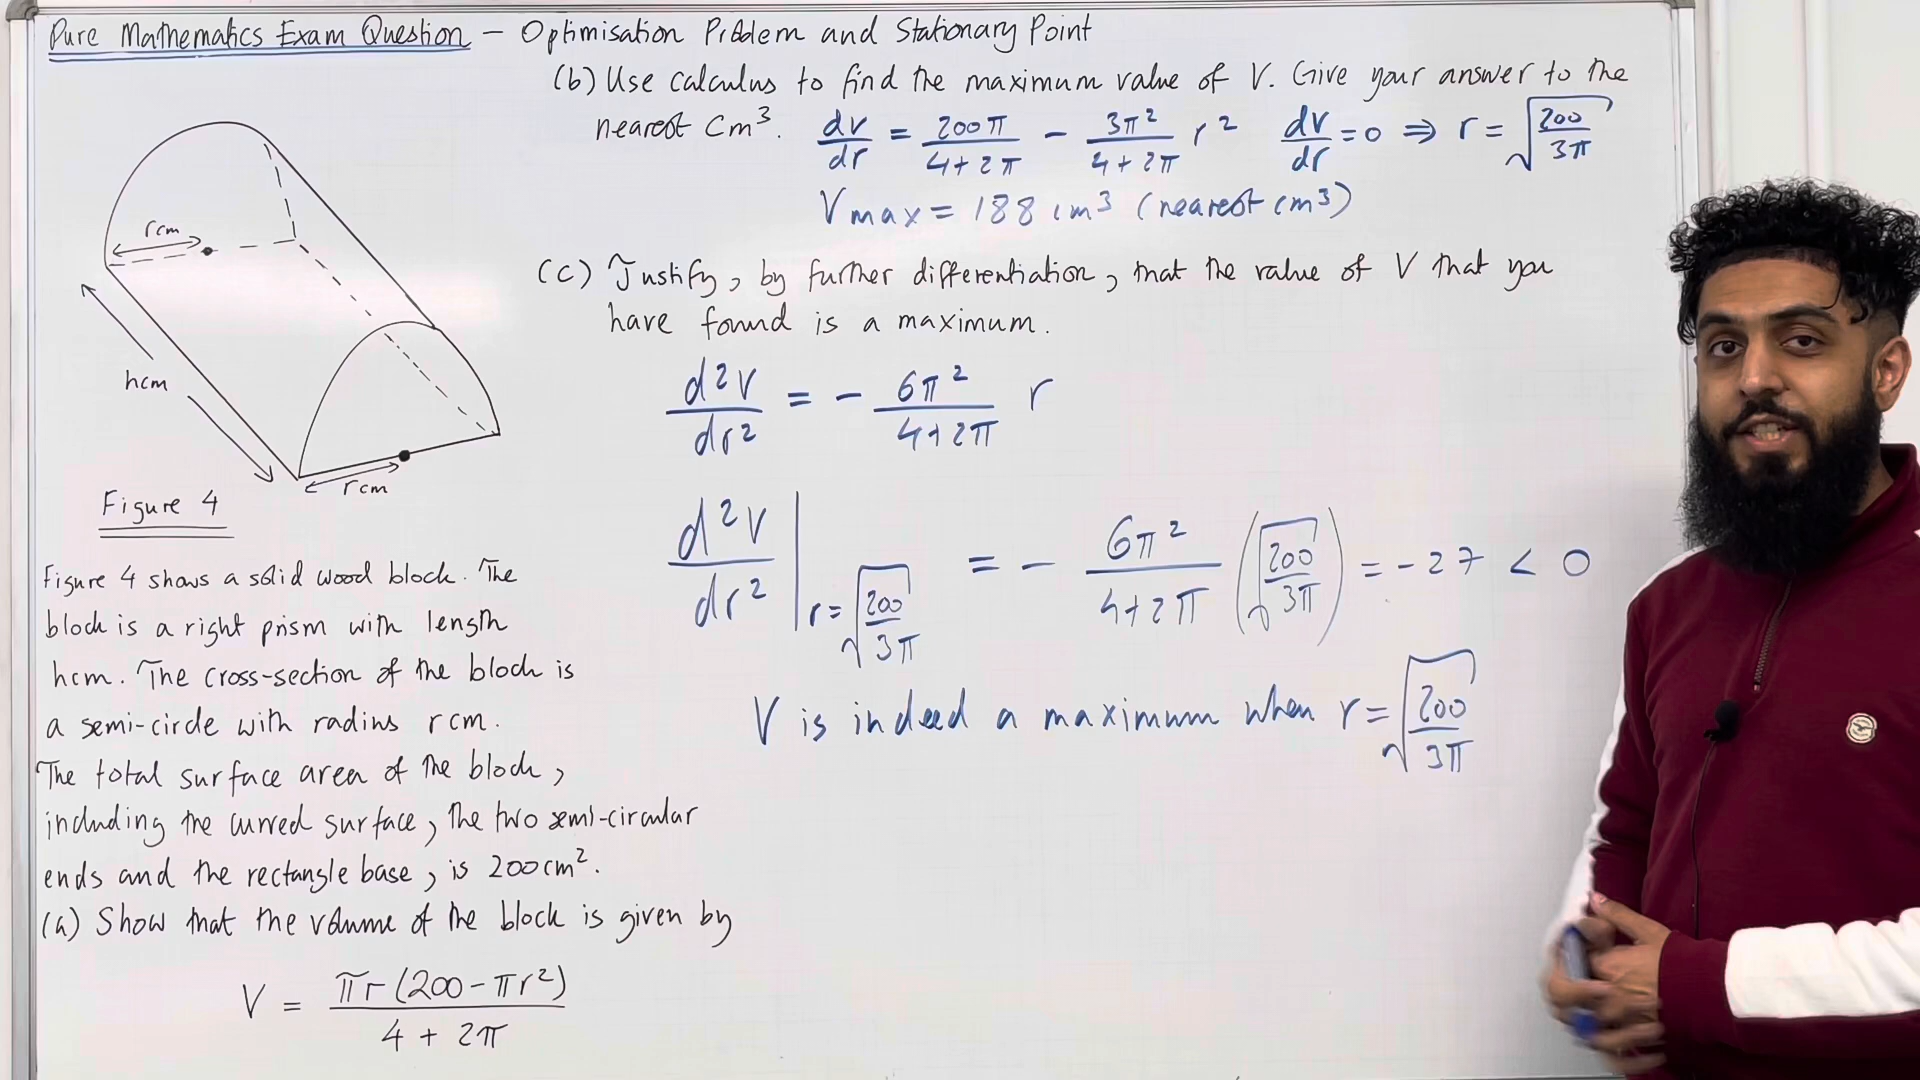 Pure Mathematics Exam Question — Optimisation Problem and Stationary Point
rcm
hcm
rcm
Figure 4
Figure 4 shows a solid wood block. The
block is a right prism with length
hcm. The cross-section of the block is
a semi-circle with radius r cm.
The total surface area of the block,
including the curved surface, the two semi-circular
ends and the rectangle base, is 200cm².
(a) Show that the volume of the block is given by
V = πr(200-πr²) / (4 + 2π)
(b) Use calculus to find the maximum value of V. Give your answer to the
nearest cm³. dv/dr = 200π/(4+2π) - 3π²/(4+2π) r² dv/dr = 0 ⇒ r = √(200/3π)
Vmax = 188 cm³ (nearest cm³)
(c) Justify, by further differentiation, that the value of V that you
have found is a maximum.
d²v/dr² = - 6π²/(4+2π) r
d²v/dr² | r=√(200/3π) = - 6π²/(4+2π) (√(200/3π)) = -27 < 0
V is indeed a maximum when r = √(200/3π)